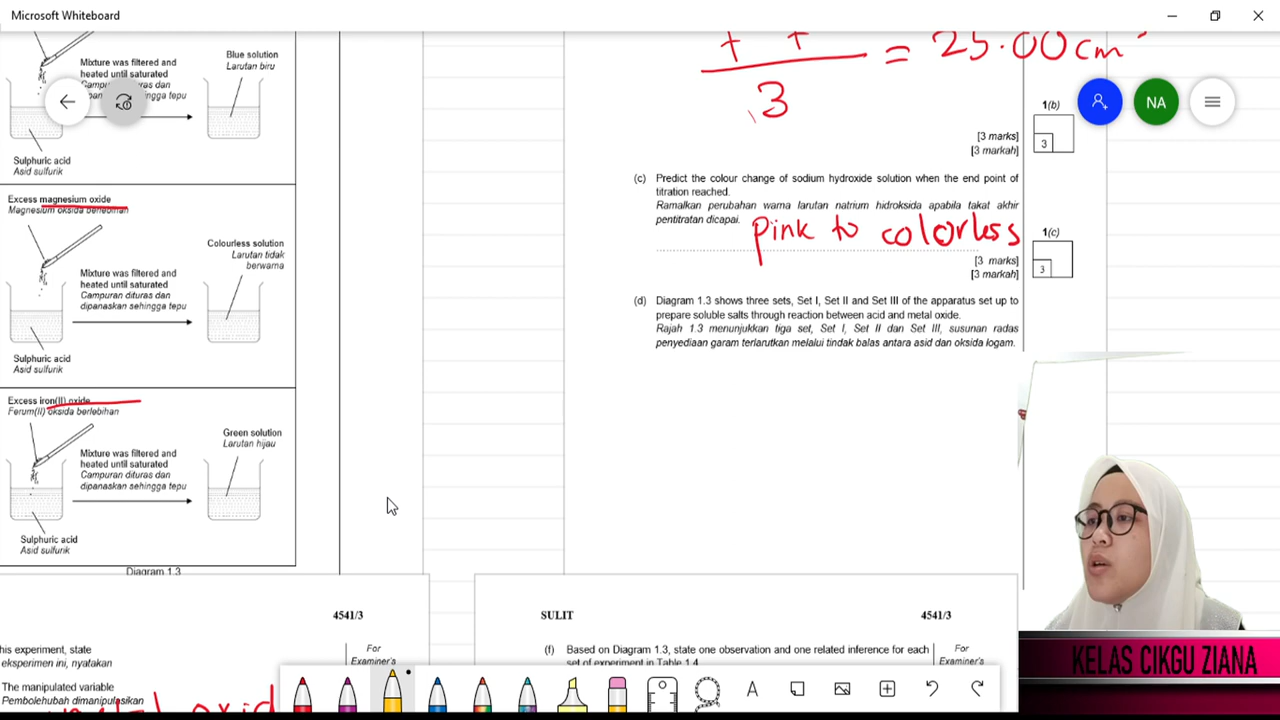 Microsoft Whiteboard
Mixture was filtered and
heated until saturated
Blue solution
Larutan biru
Sulphuric acid
Asid sulfurik
Excess magnesium oxide
Magnesium oksida berlebihan
Mixture was filtered and
heated until saturated
Campuran dituras dan
dipanaskan sehingga tepu
Colourless solution
Larutan tidak
berwarna
Sulphuric acid
Asid sulfurik
Excess iron(II) oxide
Ferum(II) oksida berlebihan
Mixture was filtered and
heated until saturated
Campuran dituras dan
dipanaskan sehingga tepu
Green solution
Larutan hijau
Sulphuric acid
Asid sulfurik
Diagram 1.3
4541/3
his experiment, state
eksperimen ini, nyatakan
For
Examiner's
The manipulated variable
Pembolehubah dimanipulasikan
+ + = 25.00 cm
3
1(b)
[3 marks]
[3 markah]
3
NA
(c) Predict the colour change of sodium hydroxide solution when the end point of
titration reached.
Ramalkan perubahan warna larutan natrium hidroksida apabila takat akhir
pentitratan dicapai.
pink to colorless
1(c)
[3 marks]
[3 markah]
3
(d) Diagram 1.3 shows three sets, Set I, Set II and Set III of the apparatus set up to
prepare soluble salts through reaction between acid and metal oxide.
Rajah 1.3 menunjukkan tiga set, Set I, Set II dan Set III, susunan radas
penyediaan garam terlarutkan melalui tindak balas antara asid dan oksida logam.
SULIT
4541/3
(f) Based on Diagram 1.3, state one observation and one related inference for each
set of experiment in Table 1.4
For
Examiner's
KELAS CIKGU ZIANA